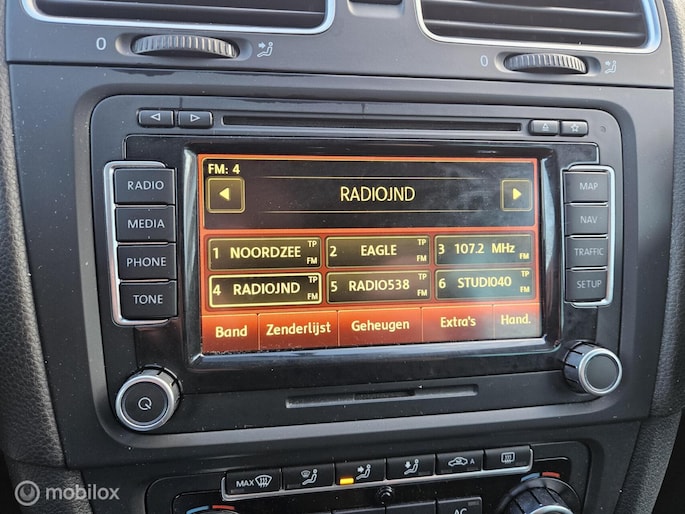 0
0
FM: 4
RADIOJND
RADIO
MEDIA
PHONE
TONE
MAP
NAV
TRAFFIC
SETUP
1 NOORDZEE TP FM
2 EAGLE FM
3 107.2 MHz TP FM
4 RADIOJND TP FM
5 RADIO538 FM
6 STUDIO40 TP FM
Band Zenderlijst Geheugen Extra's Hand.
MAX
A
AC
mobilox